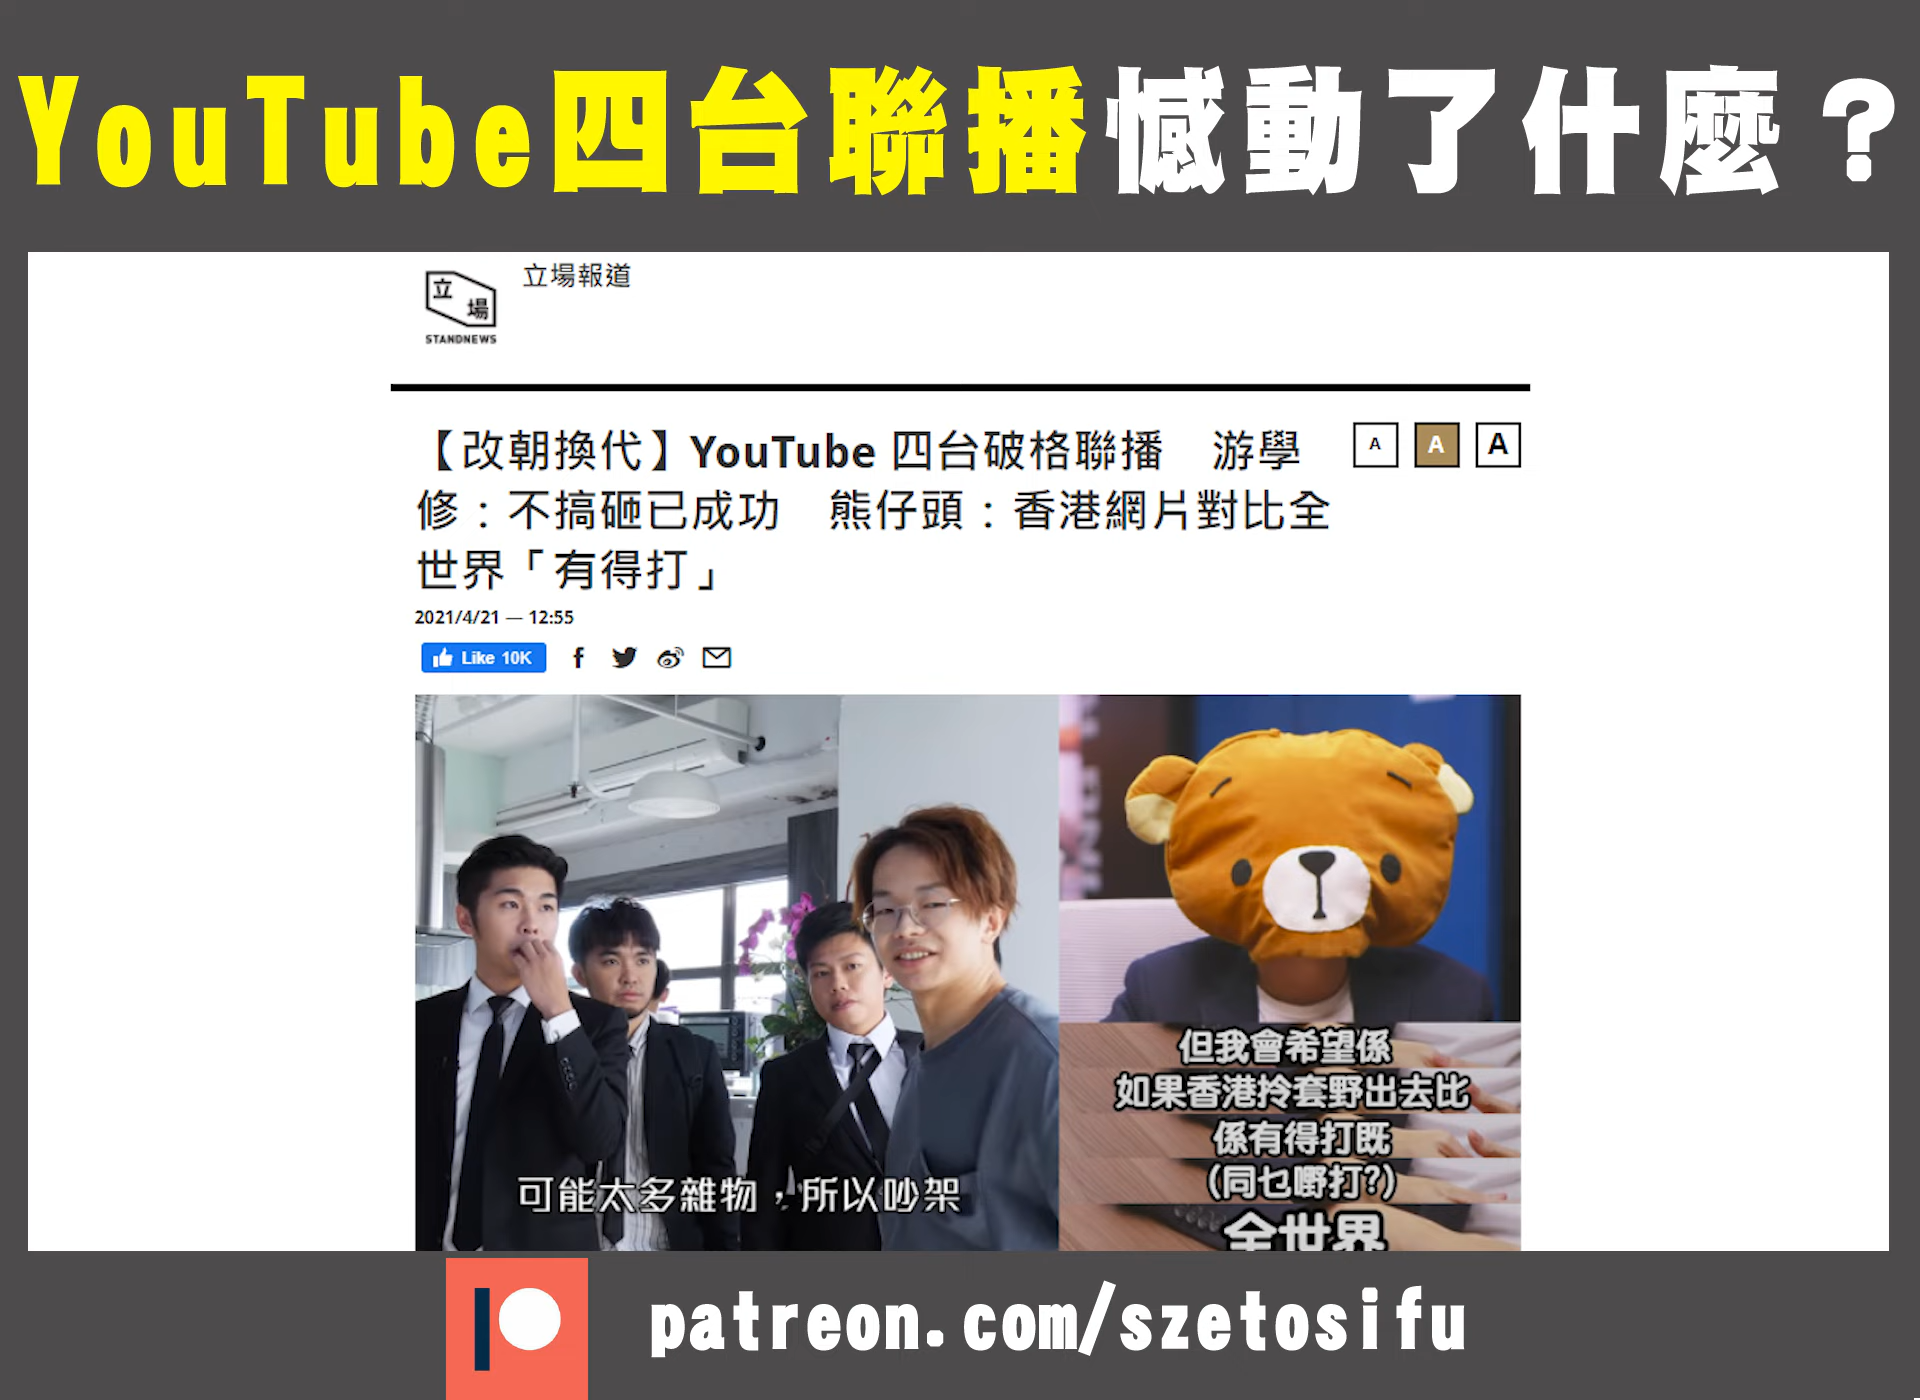 YouTube四台聯播憾動了什麼？
立場
STANDNEWS
立場報道
【改朝換代】YouTube 四台破格聯播　游學
修：不搞砸已成功　熊仔頭：香港網片對比全
世界「有得打」
A A A
2021/4/21 — 12:55
Like 10K
可能太多雜物，所以吵架
但我會希望係
如果香港拎套野出去比
係有得打既
(同乜嘢打?)
全世界
patreon.com/szetosifu